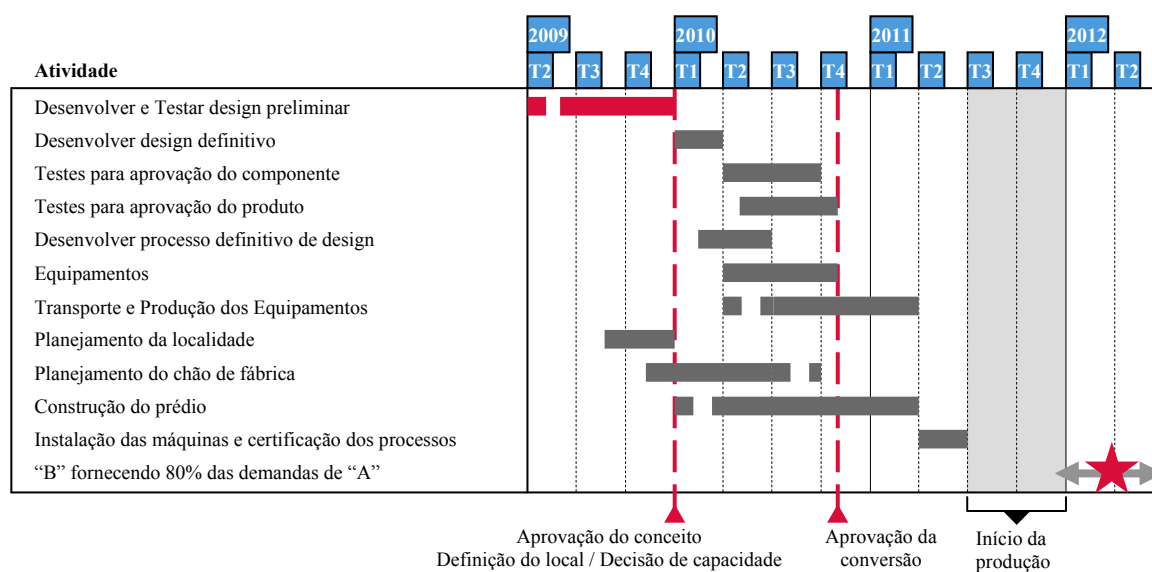 2009 2010 2011 2012
Atividade T2 T3 T4 T1 T2 T3 T4 T1 T2 T3 T4 T1 T2
Desenvolver e Testar design preliminar
Desenvolver design definitivo
Testes para aprovação do componente
Testes para aprovação do produto
Desenvolver processo definitivo de design
Equipamentos
Transporte e Produção dos Equipamentos
Planejamento da localidade
Planejamento do chão de fábrica
Construção do prédio
Instalação das máquinas e certificação dos processos
“B” fornecendo 80% das demandas de “A”
Aprovação do conceito
Definição do local / Decisão de capacidade
Aprovação da
conversão
Início da
produção